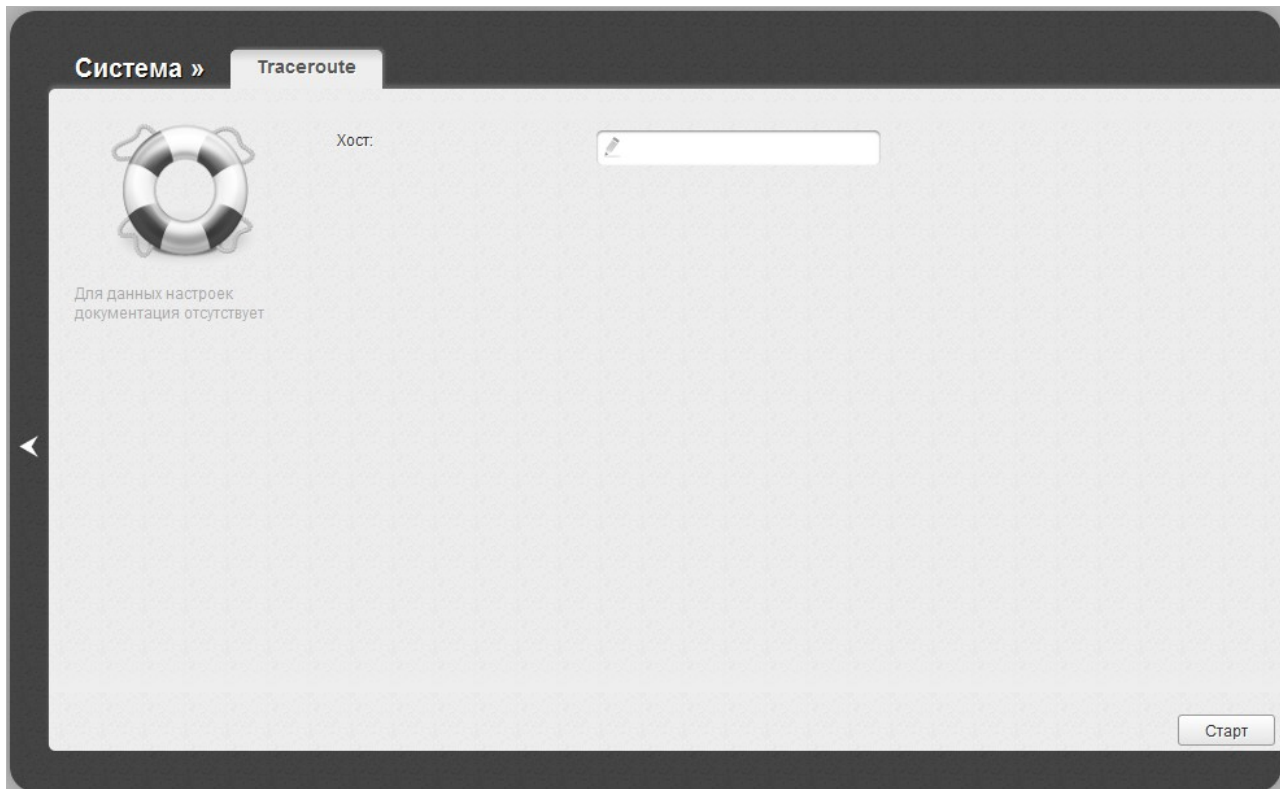 Система »
Traceroute
Хост:
Для данных настроек
документация отсутствует
Старт